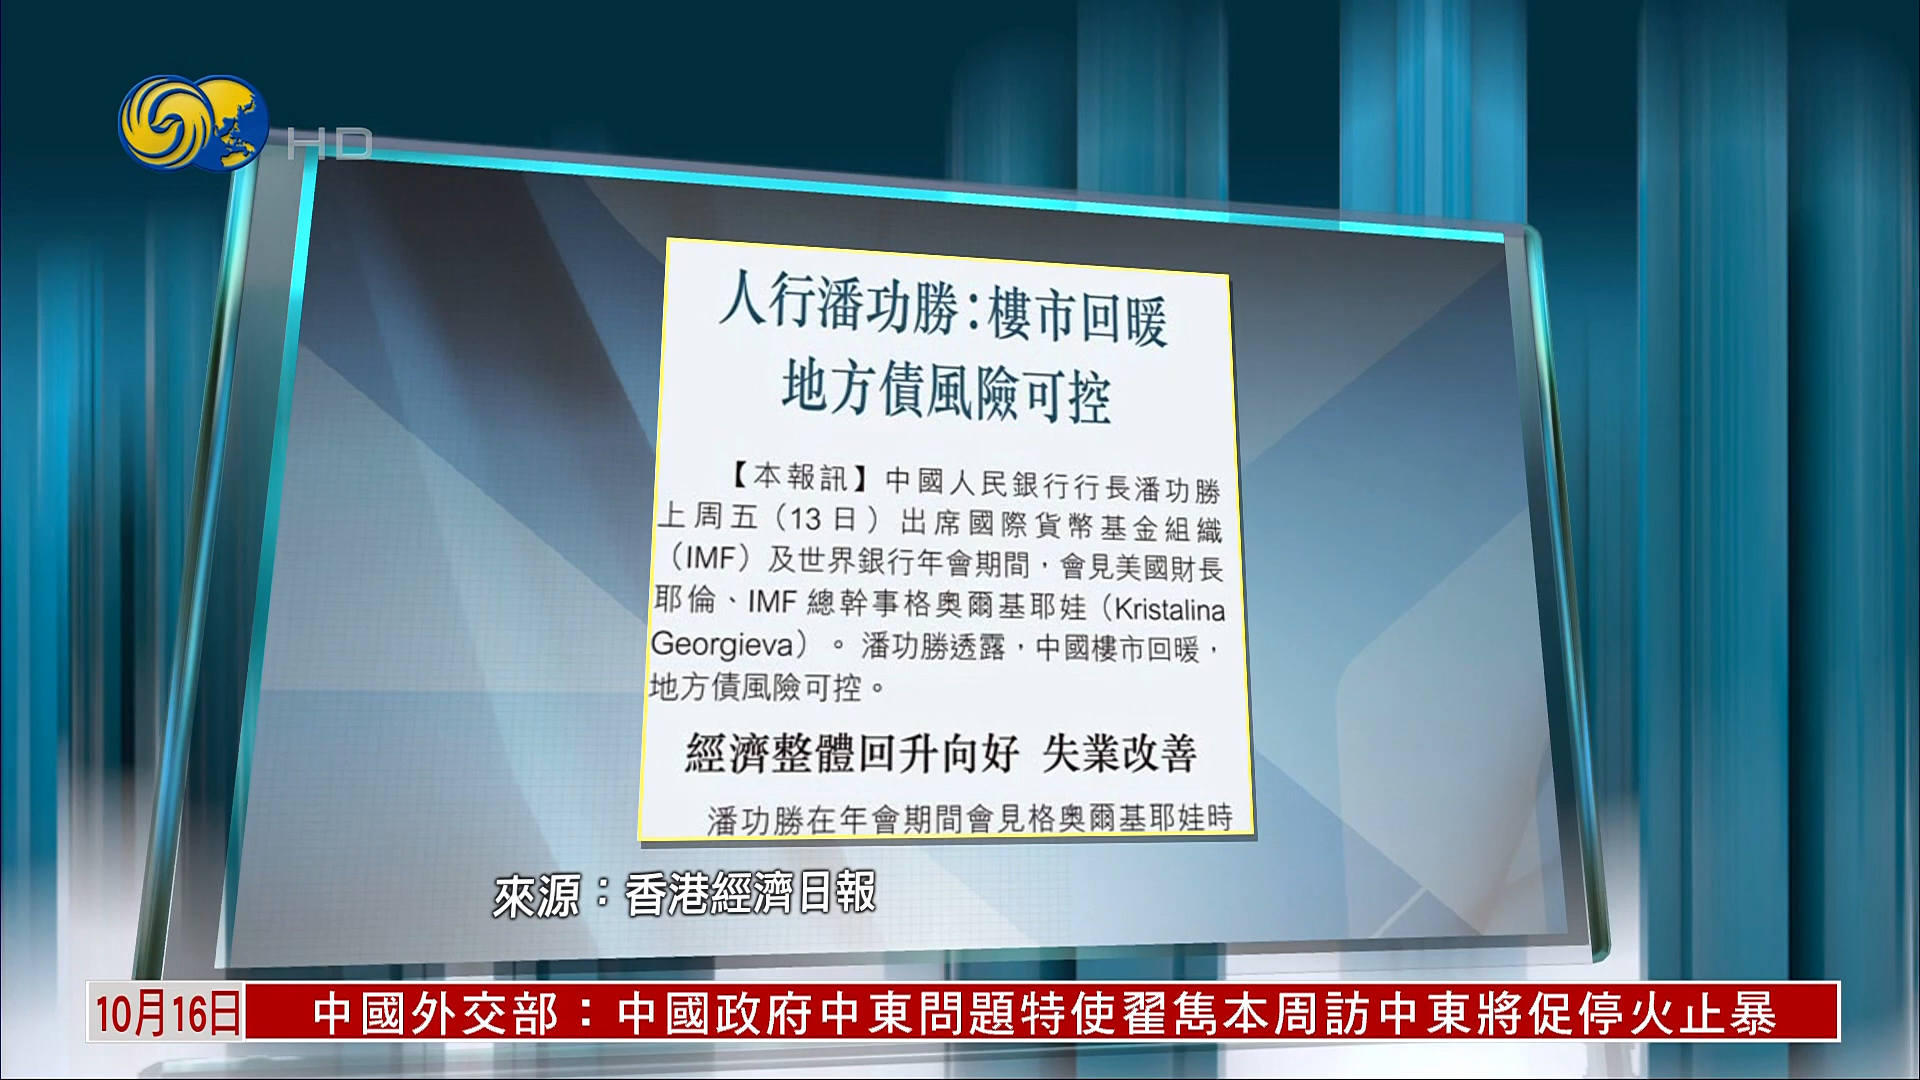 HD
人行潘功勝：樓市回暖
地方債風險可控
【本報訊】中國人民銀行行長潘功勝
上周五（13日）出席國際貨幣基金組織
（IMF）及世界銀行年會期間，會見美國財長
耶倫、IMF總幹事格奧爾基耶娃（Kristalina
Georgieva）。潘功勝透露，中國樓市回暖，
地方債風險可控。
經濟整體回升向好 失業改善
潘功勝在年會期間會見格奧爾基耶娃時
來源：香港經濟日報
10月16日 中國外交部：中國政府中東問題特使翟雋本周訪中東將促停火止暴